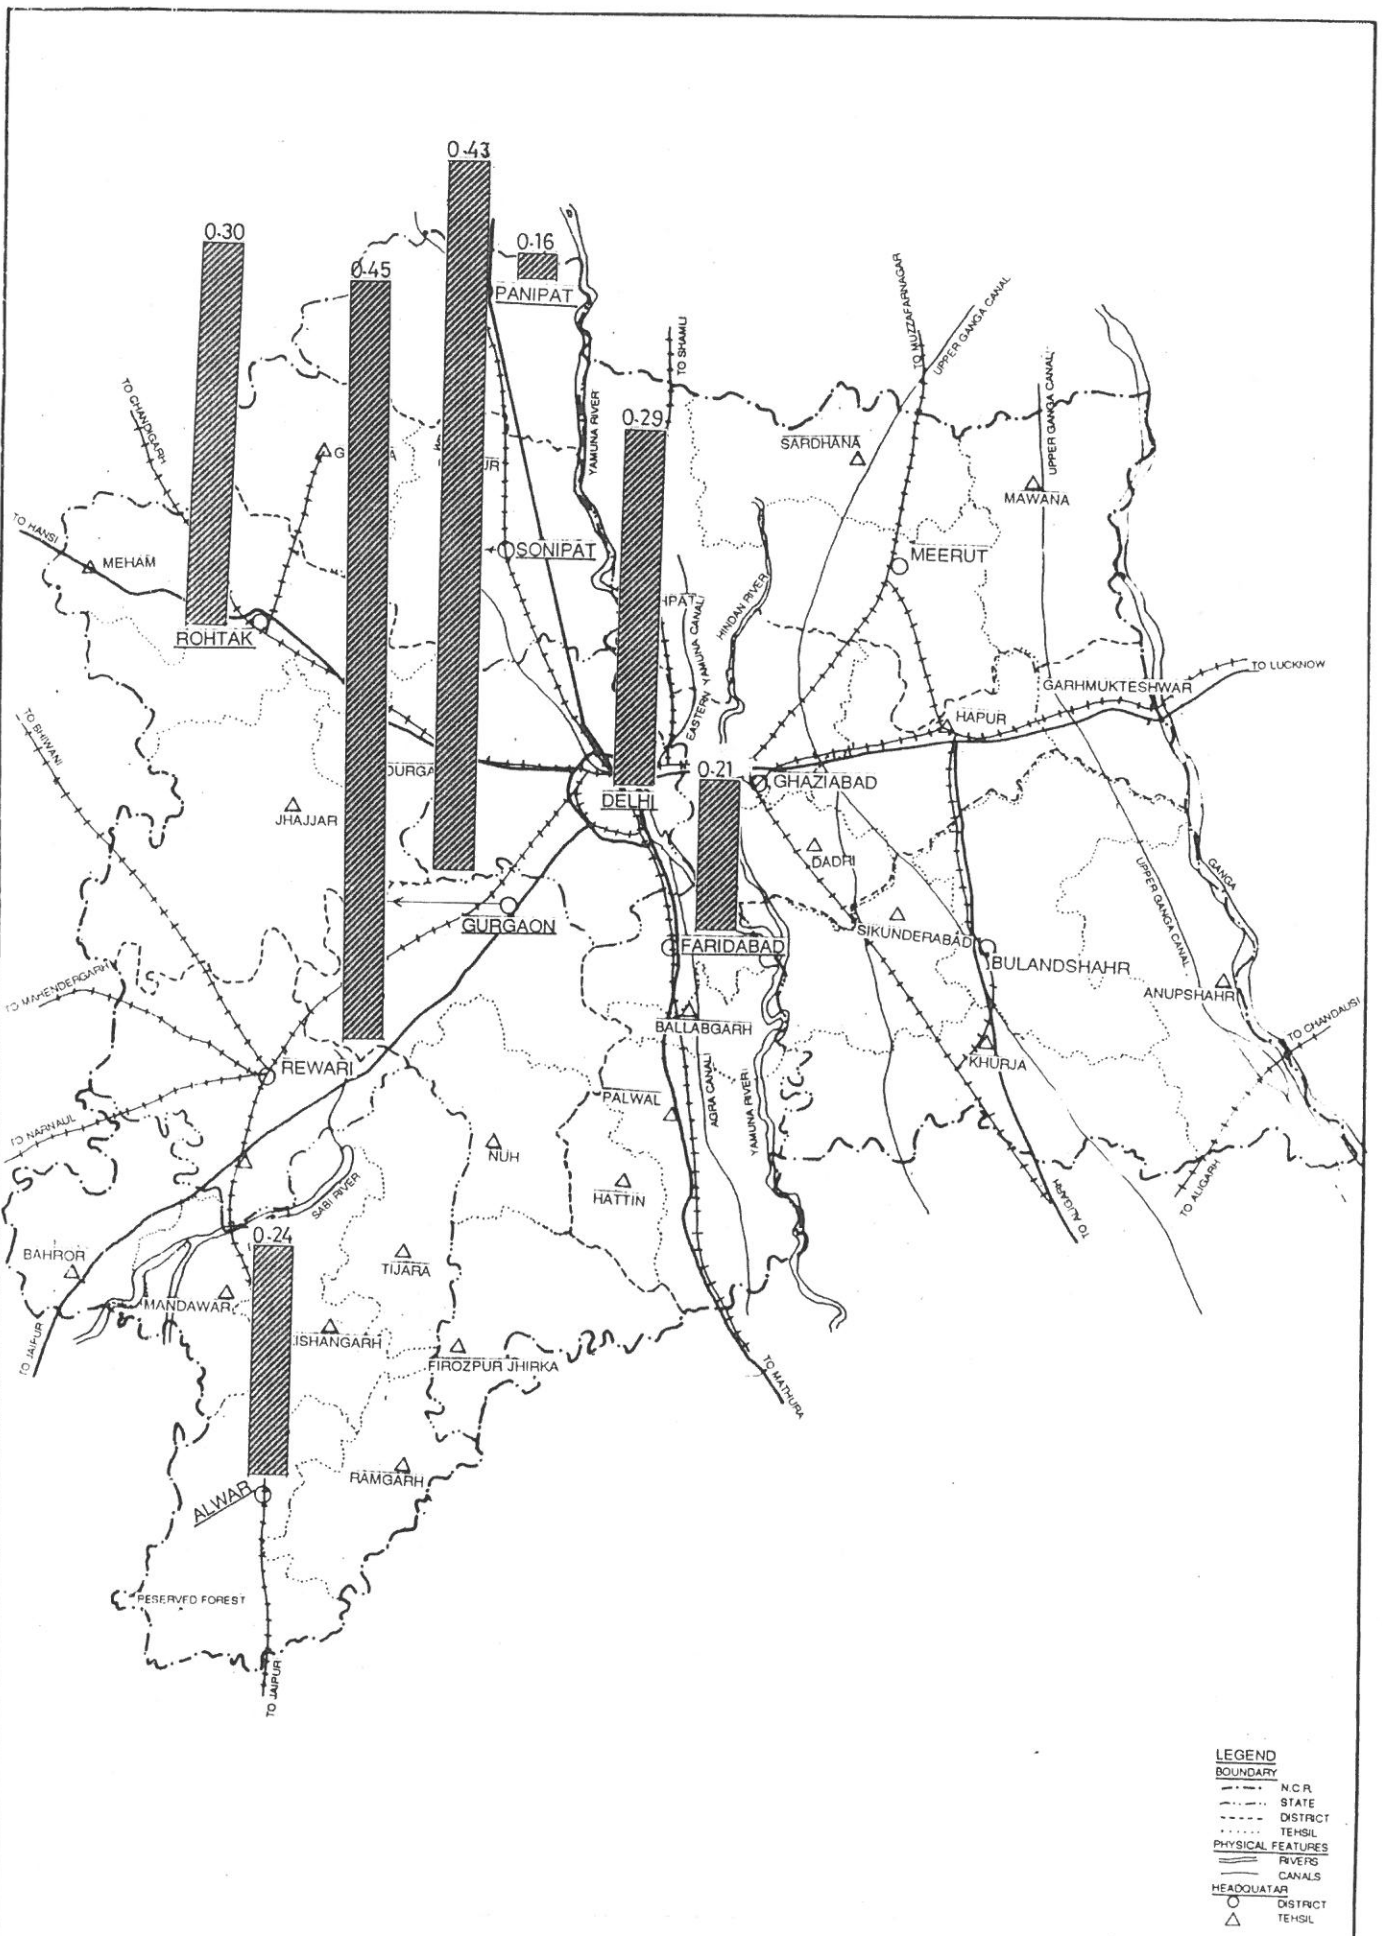 0.43
0.30
0.16
0.45
PANIPAT
TO MUZZAFARNAGAR
UPPER GANGA CANAL
TO SHAMLI
TO CHANDIGARH
YAMUNA RIVER
0.29
UPPER GANGA CANAL
SARDHANA
G
A
UR
MAWANA
TO HANSI
MEHAM
SONIPAT
MEERUT
HPAT
HINDAN RIVER
EASTERN YAMUNA CANAL
ROHTAK
TO LUCKNOW
GARHMUKTESHWAR
HAPUR
TO BHIWANI
DURGA
0.21
GHAZIABAD
DELHI
JHAJJAR
DADRI
UPPER GANGA CANAL
GANGA
GURGAON
SIKUNDERABAD
FARIDABAD
BULANDSHAHR
TO MAHENDERGARH
ANUPSHAHR
BALLABGARH
TO CHANDAUSI
REWARI
KHURJA
PALWAL
AGRA CANAL
YAMUNA RIVER
TO NARNAUL
NUH
HATTIN
SABI RIVER
TO ALIGARH
TO ALIGARH
0.24
BAHROR
TIJARA
MANDAWAR
TO JAIPUR
ISHANGARH
FIROZPUR JHIRKA
TO MATHURA
RAMGARH
ALWAR
RESERVED FOREST
TO JAIPUR
LEGEND
BOUNDARY
N.C.R.
STATE
DISTRICT
TEHSIL
PHYSICAL FEATURES
RIVERS
CANALS
HEADQUATAR
DISTRICT
TEHSIL